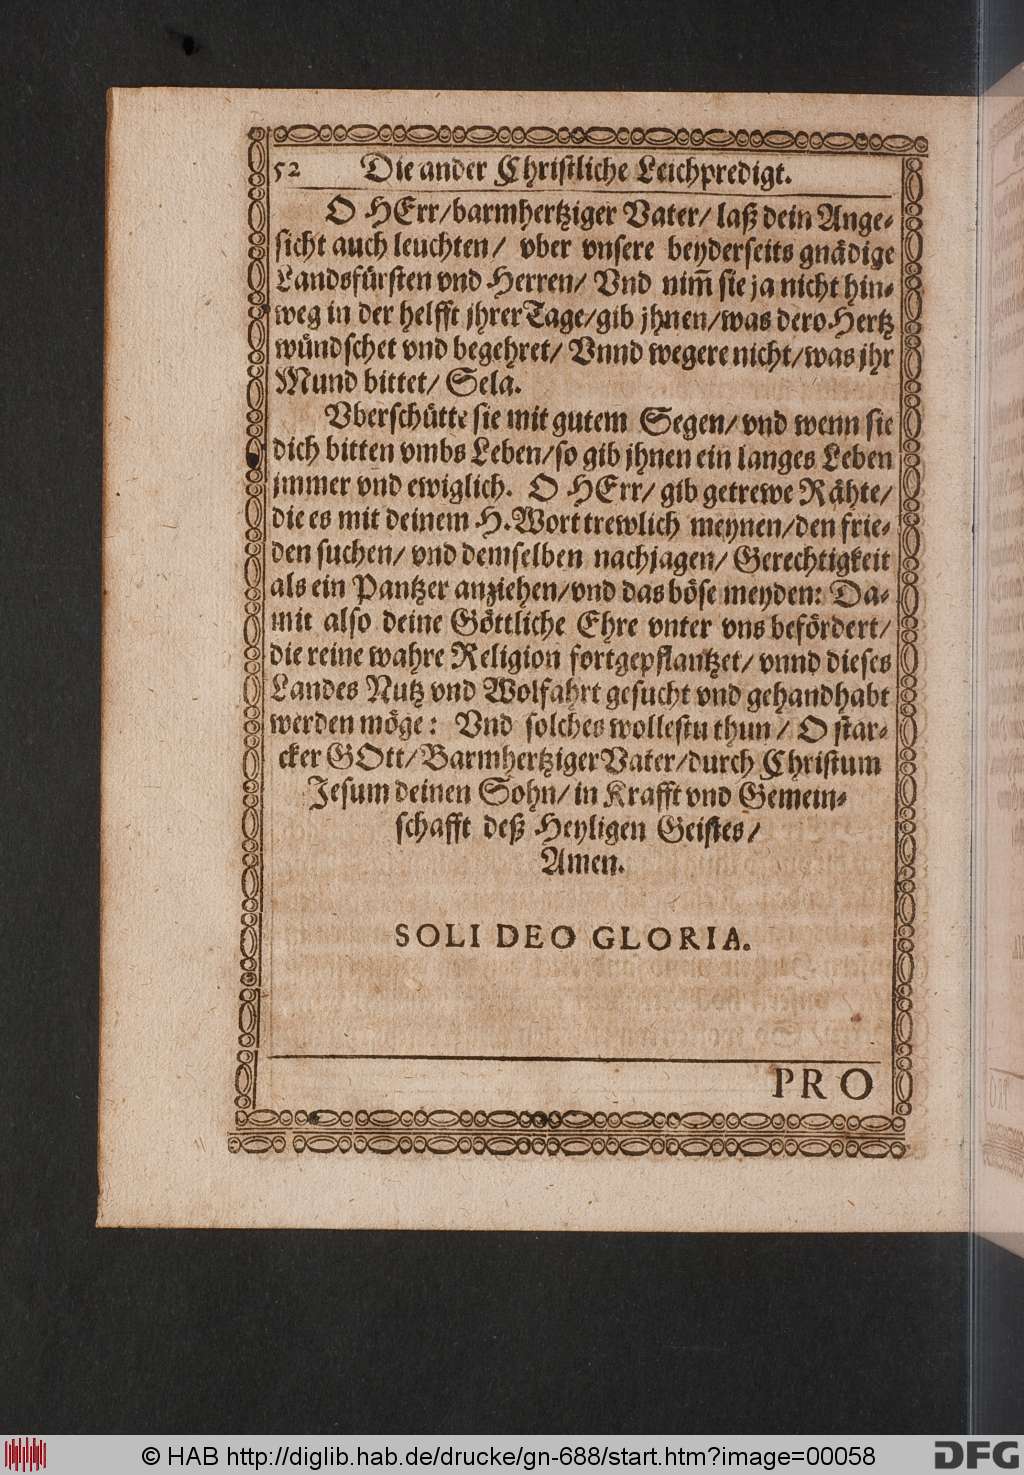 52 Die ander Christliche Leichpredigt.
O HErr/barmhertziger Vater/ laß dein Ange-
sicht auch leuchten/ vber vnsere beyderseits gnädige
Landsfürsten vnd Herren/ Vnd nim̃ sie ja nicht hin-
weg in der helfft jhrer Tage/gib jhnen/was dero Hertz
wündschet vnd begehret/ Vnnd wegere nicht/was jhr
Mund bittet/ Sela.
Vberschütte sie mit gutem Segen/ vnd wenn sie
dich bitten vmbs Leben/so gib jhnen ein langes Leben
jmmer vnd ewiglich. O HErr/ gib getrewe Rähte/
die es mit deinem H. Wort trewlich meynen/den frie-
den suchen/ vnd demselben nachjagen/ Gerechtigkeit
als ein Pantzer anziehen/vnd das böse meyden: Da-
mit also deine Göttliche Ehre vnter vns befördert/
die reine wahre Religion fortgepflantzet/ vnnd dieses
Landes Nutz vnd Wolfahrt gesucht vnd gehandhabt
werden möge: Vnd solches wollestu thun/ O star-
cker GOtt/Barmhertziger Vater/durch Christum
Jesum deinen Sohn/in Krafft vnd Gemein-
schafft deß Heyligen Geistes/
Amen.
SOLI DEO GLORIA.
PRO
© HAB http://diglib.hab.de/drucke/gn-688/start.htm?image=00058
DFG